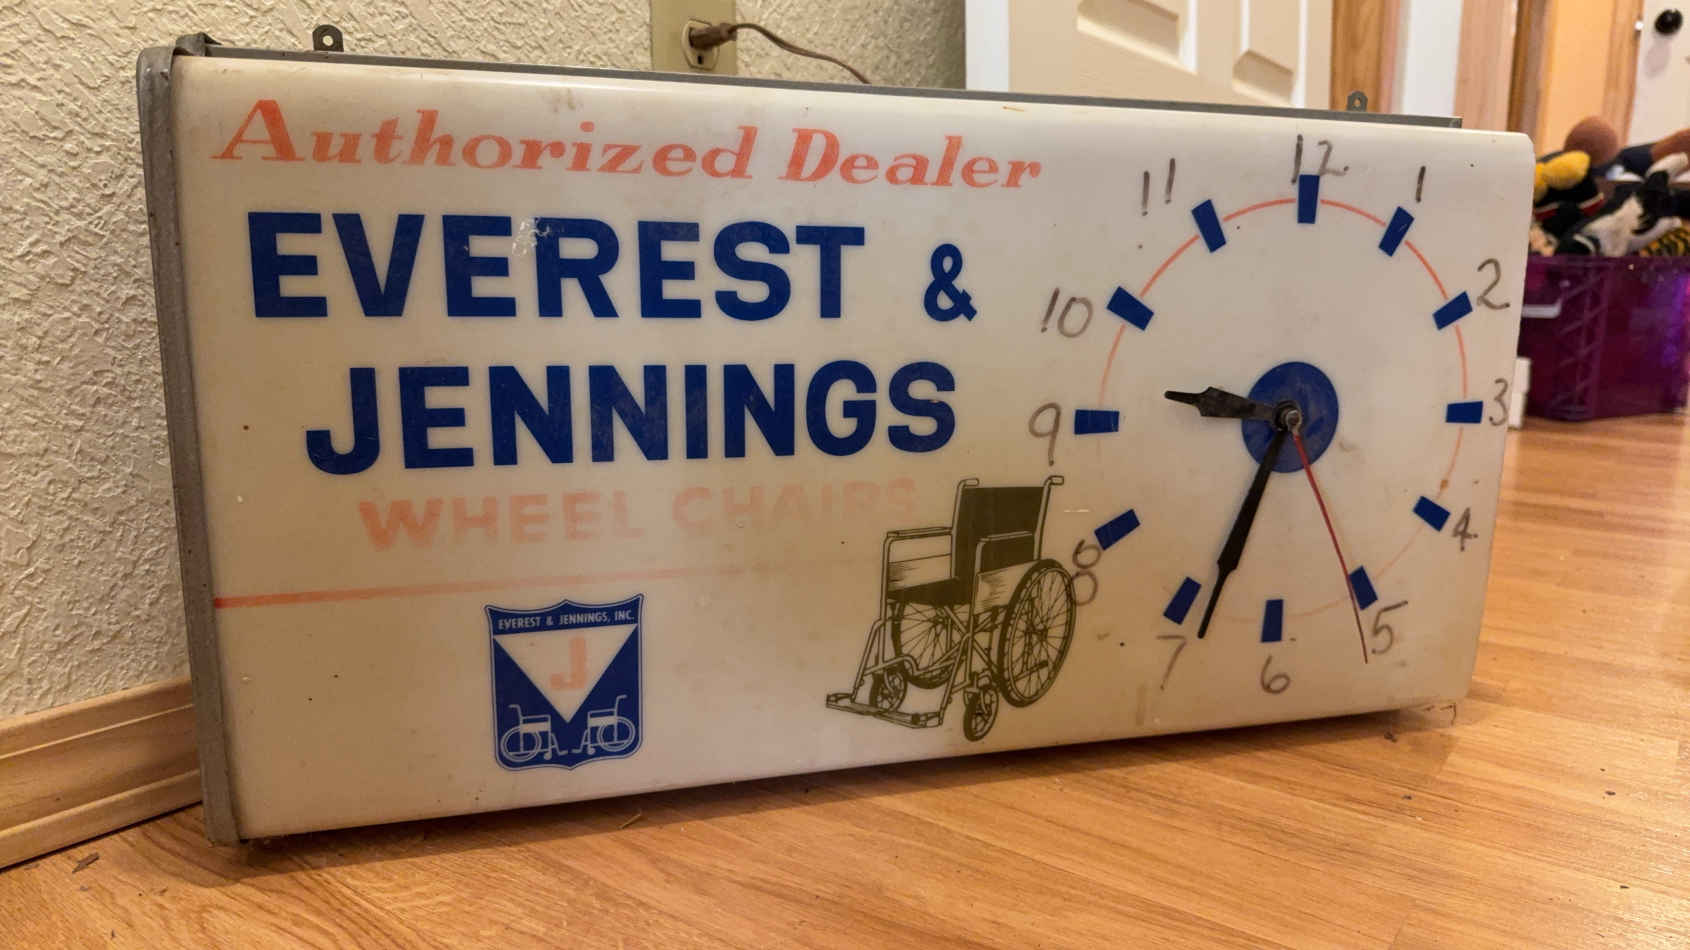 Authorized Dealer
EVEREST &
JENNINGS
WHEEL CHAIRS
EVEREST & JENNINGS, INC.
J
12
1
2
3
4
5
6
7
8
9
10
11